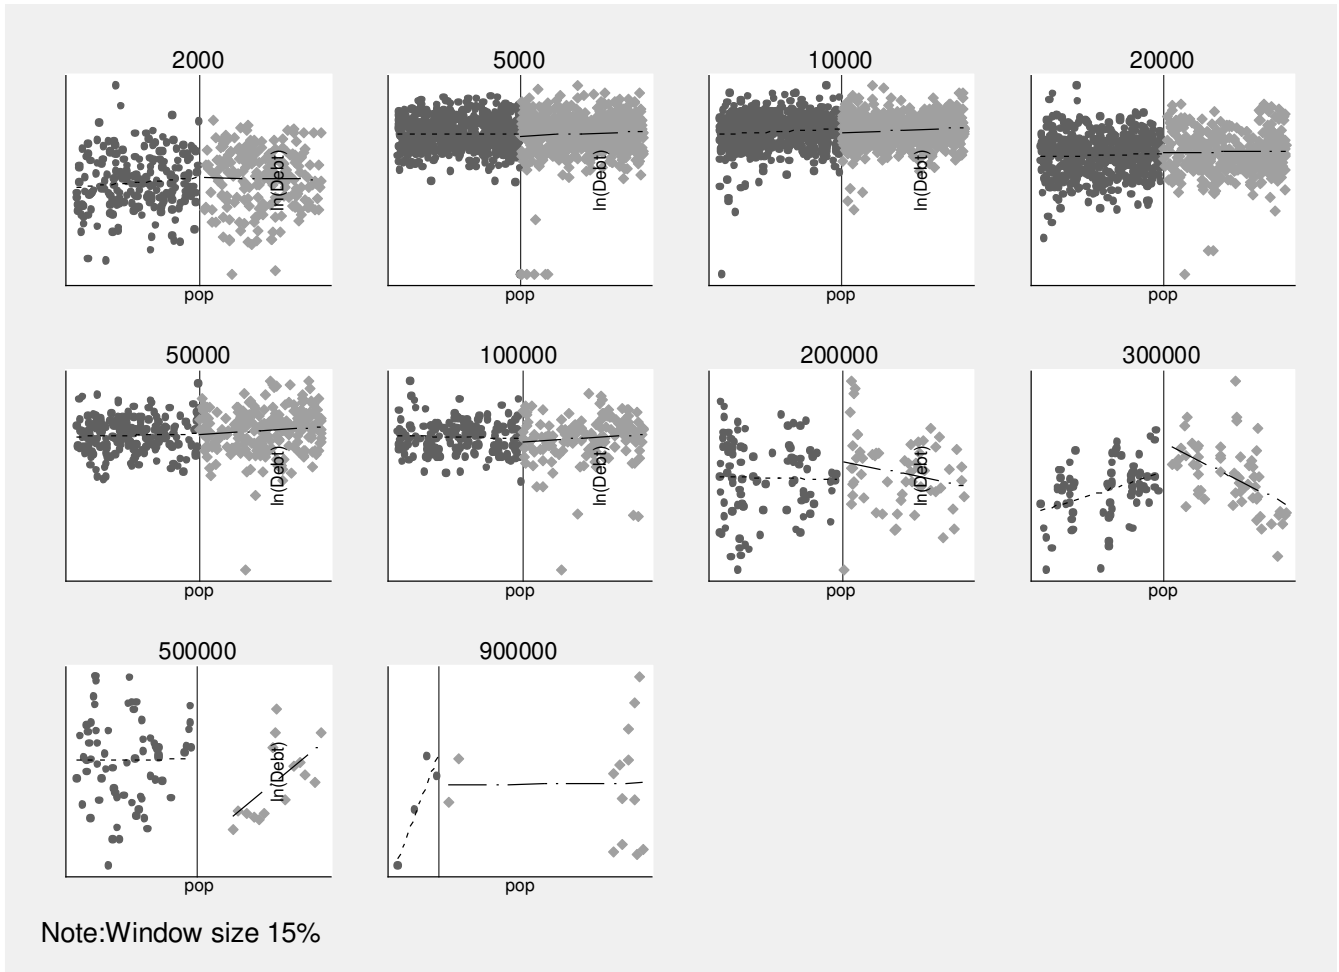 2000
5000
10000
20000
ln(Debt)
ln(Debt)
ln(Debt)
pop
pop
pop
pop
50000
100000
200000
300000
ln(Debt)
ln(Debt)
ln(Debt)
pop
pop
pop
pop
500000
900000
ln(Debt)
pop
pop
Note:Window size 15%